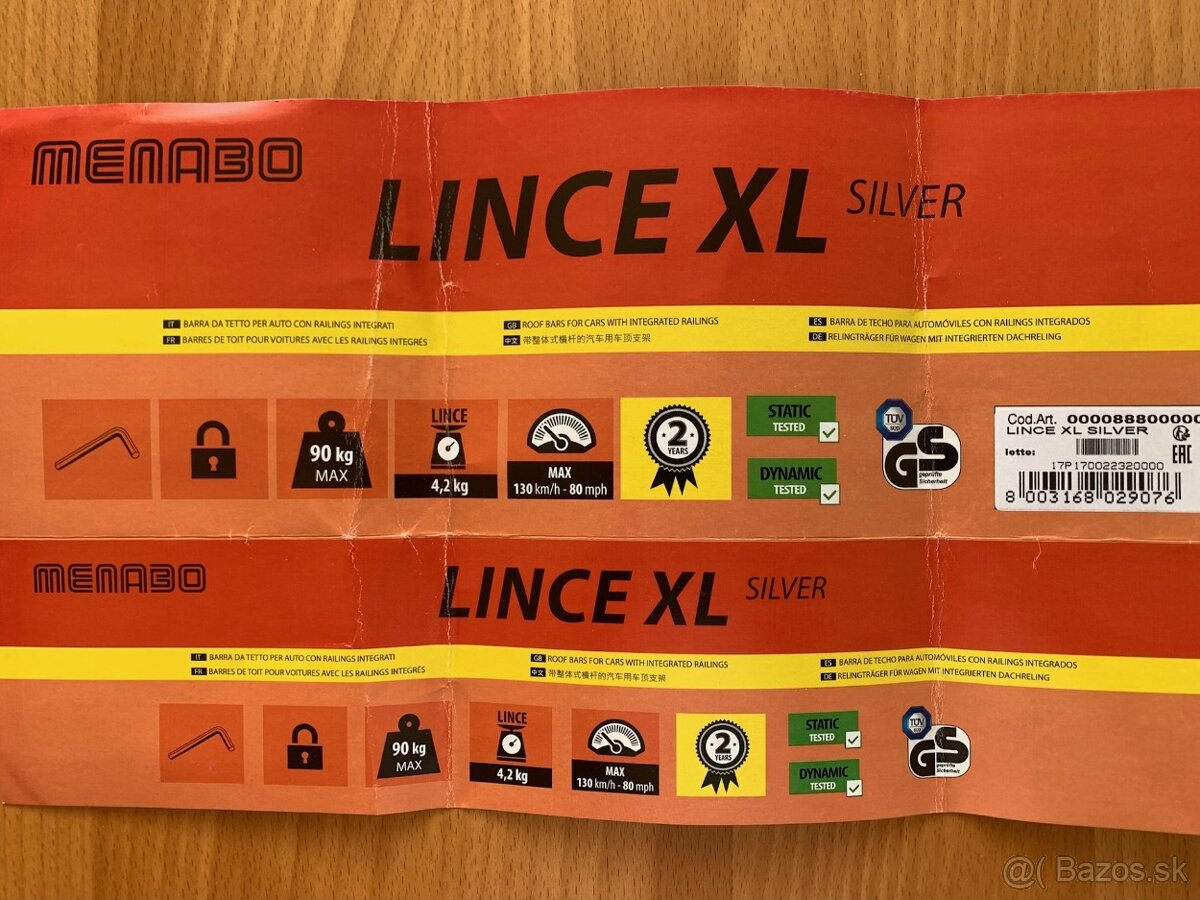 MENABO
LINCE XL SILVER
IT BARRA DA TETTO PER AUTO CON RAILINGS INTEGRATI
FR BARRES DE TOIT POUR VOITURES AVEC LES RAILINGS INTEGRÉS
GB ROOF BARS FOR CARS WITH INTEGRATED RAILINGS
中文 带整体式横杆的汽车用车顶支架
ES BARRA DE TECHO PARA AUTOMÓVILES CON RAILINGS INTEGRADOS
DE RELINGTRÄGER FÜR WAGEN MIT INTEGRIERTEN DACHRELING
90 kg
MAX
LINCE
4,2 kg
MAX
130 km/h - 80 mph
2
YEARS
STATIC
TESTED
DYNAMIC
TESTED
TÜV
SÜD
GS
geprüfte
Sicherheit
Cod.Art. 000088800000
LINCE XL SILVER
lotto:
EAC
17P170022320000
8 003168 029076
MENABO
LINCE XL SILVER
IT BARRA DA TETTO PER AUTO CON RAILINGS INTEGRATI
FR BARRES DE TOIT POUR VOITURES AVEC LES RAILINGS INTEGRÉS
GB ROOF BARS FOR CARS WITH INTEGRATED RAILINGS
中文 带整体式横杆的汽车用车顶支架
ES BARRA DE TECHO PARA AUTOMÓVILES CON RAILINGS INTEGRADOS
DE RELINGTRÄGER FÜR WAGEN MIT INTEGRIERTEN DACHRELING
90 kg
MAX
LINCE
4,2 kg
MAX
130 km/h - 80 mph
2
YEARS
STATIC
TESTED
DYNAMIC
TESTED
TÜV
SÜD
GS
geprüfte
Sicherheit
@( Bazos.sk